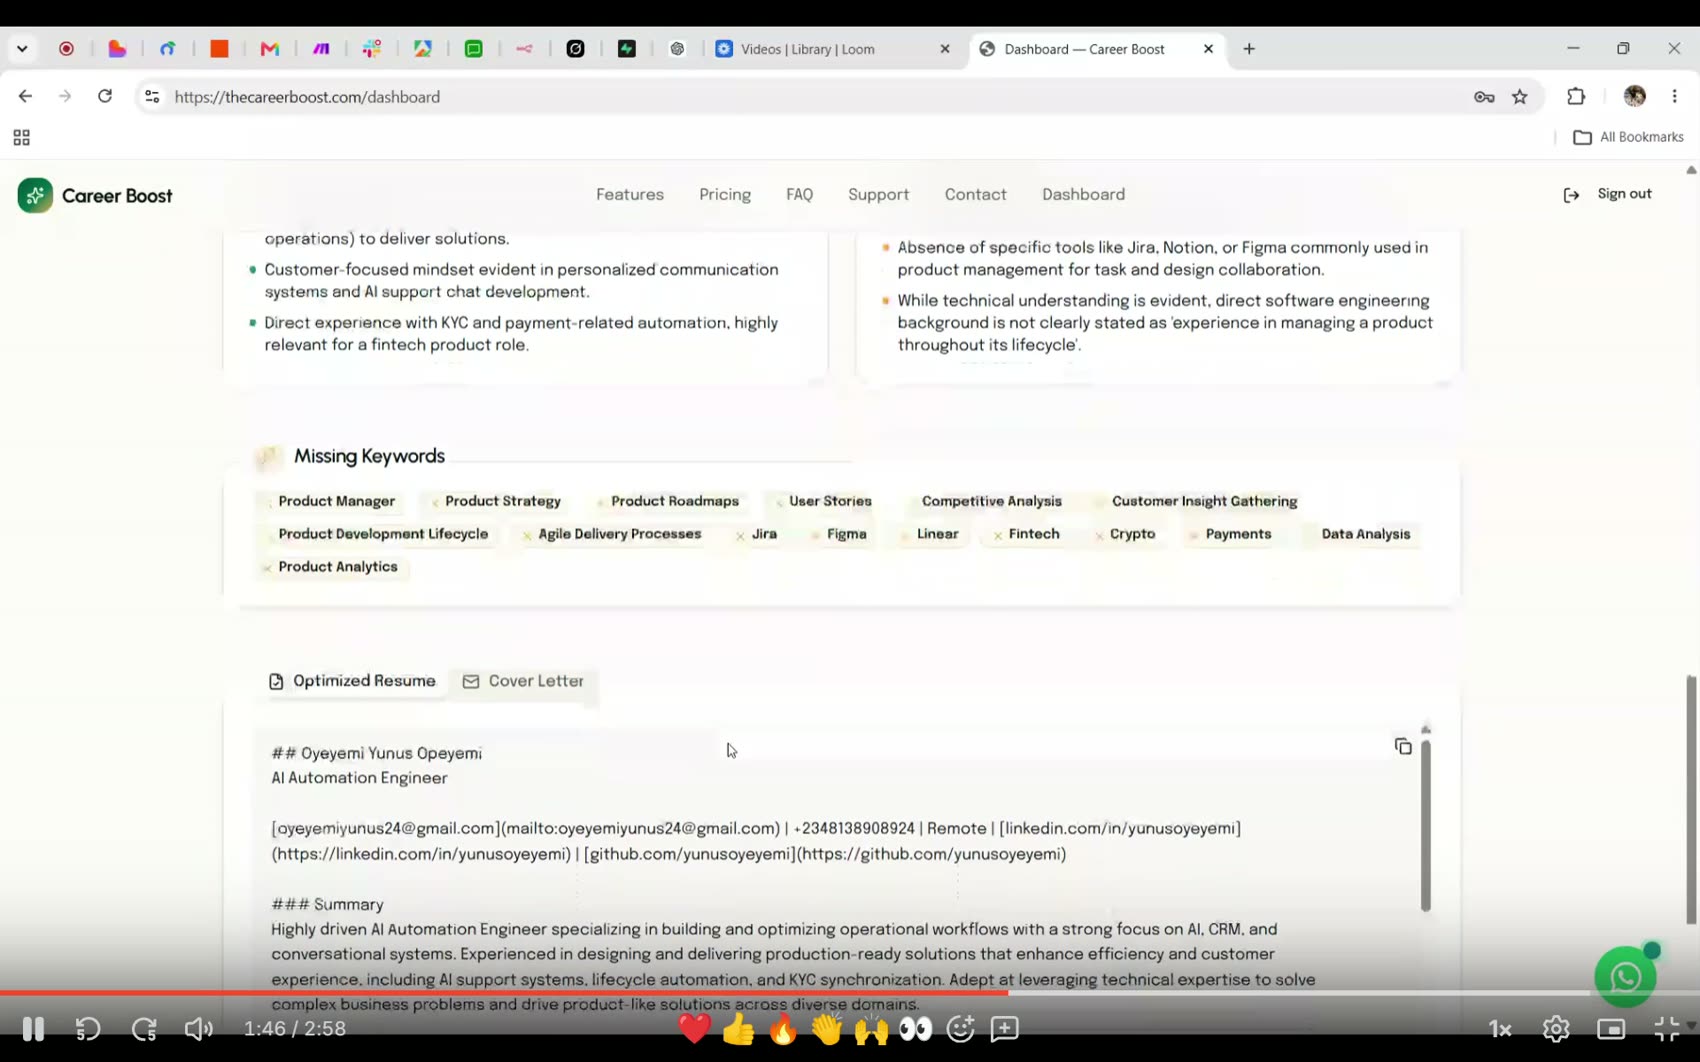 Videos | Library | Loom
Dashboard — Career Boost
https://thecareerboost.com/dashboard
All Bookmarks
Career Boost
Features
Pricing
FAQ
Support
Contact
Dashboard
Sign out
operations) to deliver solutions.
Customer-focused mindset evident in personalized communication
systems and AI support chat development.
Direct experience with KYC and payment-related automation, highly
relevant for a fintech product role.
Absence of specific tools like Jira, Notion, or Figma commonly used in
product management for task and design collaboration.
While technical understanding is evident, direct software engineering
background is not clearly stated as 'experience in managing a product
throughout its lifecycle'.
Missing Keywords
Product Manager
Product Strategy
Product Roadmaps
User Stories
Competitive Analysis
Customer Insight Gathering
Product Development Lifecycle
Agile Delivery Processes
Jira
Figma
Linear
Fintech
Crypto
Payments
Data Analysis
Product Analytics
Optimized Resume
Cover Letter
## Oyeyemi Yunus Opeyemi
AI Automation Engineer
[oyeyemiyunus24@gmail.com](mailto:oyeyemiyunus24@gmail.com) | +2348138908924 | Remote | [linkedin.com/in/yunusoyeyemi]
(https://linkedin.com/in/yunusoyeyemi) | [github.com/yunusoyeyemi](https://github.com/yunusoyeyemi)
### Summary
Highly driven AI Automation Engineer specializing in building and optimizing operational workflows with a strong focus on AI, CRM, and
conversational systems. Experienced in designing and delivering production-ready solutions that enhance efficiency and customer
experience, including AI support systems, lifecycle automation, and KYC synchronization. Adept at leveraging technical expertise to solve
complex business problems and drive product-like solutions across diverse domains.
5
5
1:46 / 2:58
1x